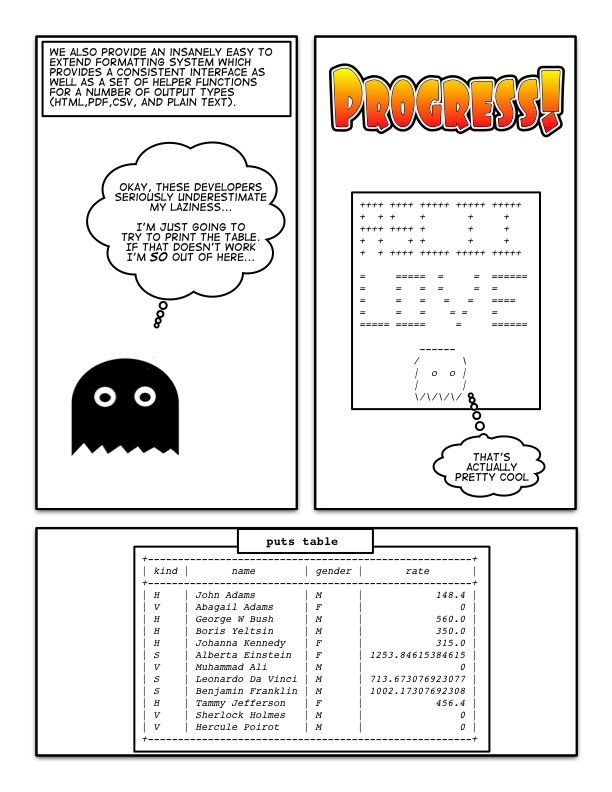 WE ALSO PROVIDE AN INSANELY EASY TO
EXTEND FORMATTING SYSTEM WHICH
PROVIDES A CONSISTENT INTERFACE AS
WELL AS A SET OF HELPER FUNCTIONS
FOR A NUMBER OF OUTPUT TYPES
(HTML,PDF,CSV, AND PLAIN TEXT).
OKAY, THESE DEVELOPERS
SERIOUSLY UNDERESTIMATE
MY LAZINESS...
I'M JUST GOING TO
TRY TO PRINT THE TABLE.
IF THAT DOESN'T WORK
I'M SO OUT OF HERE...
PROGRESS!
++++ ++++ +++++ +++++ +++++
+  + +     +       +     +
++++ ++++ +       +     +
+  +   + +       +     +
+  + ++++ +++++ +++++ +++++
=     =====  =     =  ======
=       =    =   =    =
=       =    =   =    ====
=       =     = =     =
===== =====    =      ======
------
/      \
|  o  o  |
|        |
\/\/\/\/
THAT'S
ACTUALLY
PRETTY COOL
puts table
+-----------------------------------------------------+
| kind |       name        | gender |       rate       |
+-----------------------------------------------------+
| H    | John Adams        | M      |            148.4 |
| V    | Abagail Adams     | F      |                0 |
| H    | George W Bush     | M      |            560.0 |
| H    | Boris Yeltsin     | M      |            350.0 |
| H    | Johanna Kennedy   | F      |            315.0 |
| S    | Alberta Einstein  | F      | 1253.84615384615 |
| V    | Muhammad Ali      | M      |                0 |
| S    | Leonardo Da Vinci | M      | 713.673076923077 |
| S    | Benjamin Franklin | M      | 1002.17307692308 |
| H    | Tammy Jefferson   | F      |            456.4 |
| V    | Sherlock Holmes   | M      |                0 |
| V    | Hercule Poirot    | M      |                0 |
+-----------------------------------------------------+